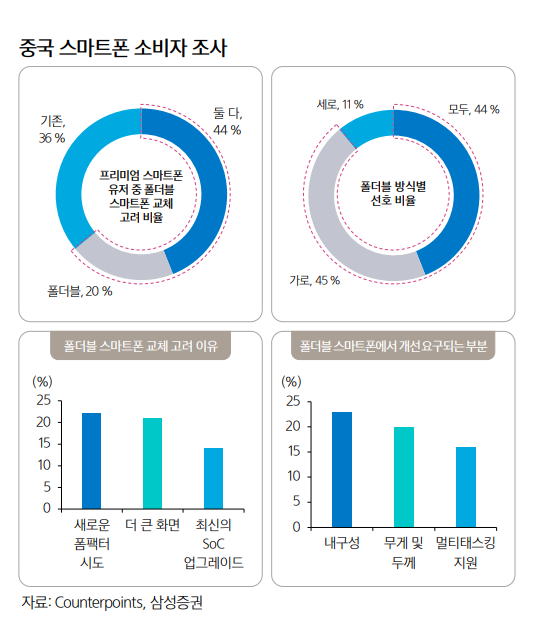 중국 스마트폰 소비자 조사
기존,
36 %
둘 다,
44 %
프리미엄 스마트폰
유저 중 폴더블
스마트폰 교체
고려 비율
폴더블, 20 %
세로, 11 %
모두, 44 %
폴더블 방식별
선호 비율
가로, 45 %
폴더블 스마트폰 교체 고려 이유
(%)
25
20
15
10
5
0
새로운
폼팩터
시도
더 큰 화면
최신의
SoC
업그레이드
폴더블 스마트폰에서 개선 요구되는 부분
(%)
25
20
15
10
5
0
내구성
무게 및
두께
멀티태스킹
지원
자료: Counterpoints, 삼성증권